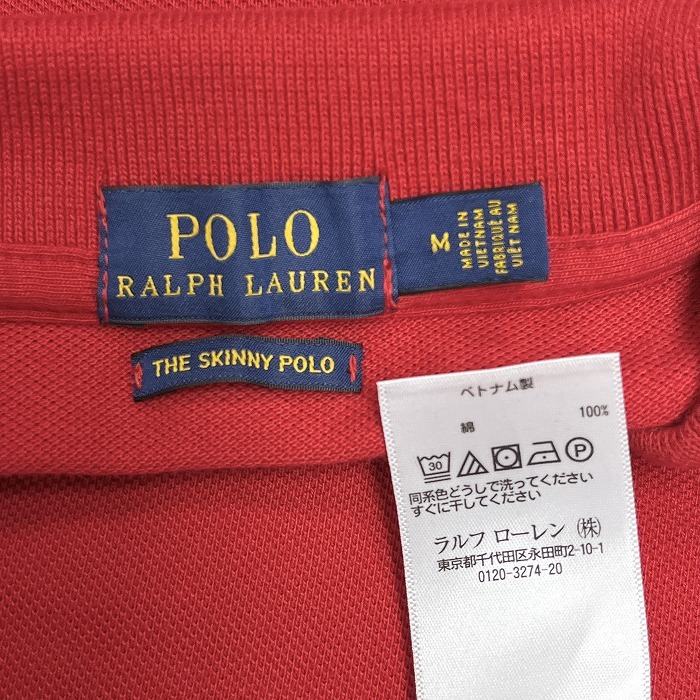 POLO
RALPH LAUREN
M
MADE IN
VIETNAM
FABRIQUÉ AU
VIÊT NAM
THE SKINNY POLO
ベトナム製
綿 100%
30
P
同系色どうしで洗ってください
すぐに干してください
ラルフ ローレン (株)
東京都千代田区永田町2-10-1
0120-3274-20